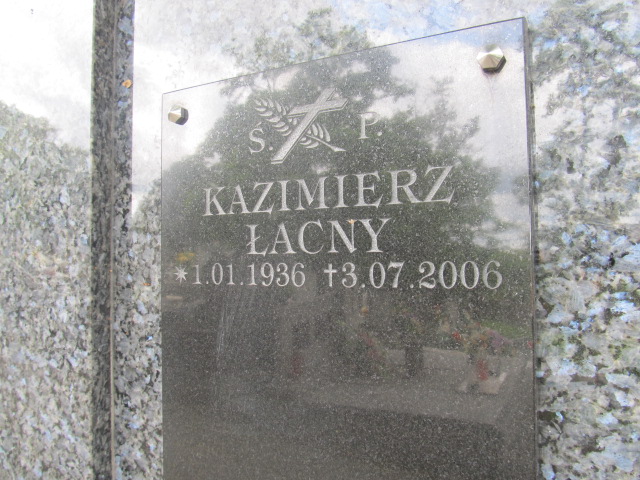 Ś. P.
KAZIMIERZ
ŁACNY
*1.01.1936 †3.07.2006